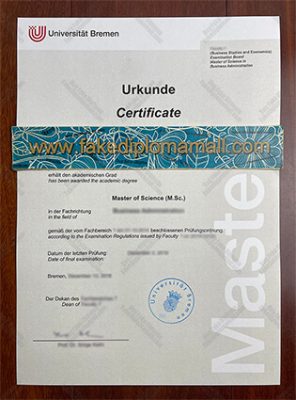 Universität Bremen
(Business Studies and Economics)
Examination Board
Master of Science in
Business Administration
Urkunde
Certificate
www.faksdiplomamall.com
erhält den akademischen Grad
has been awarded the academic degree
Master of Science (M.Sc.)
in der Fachrichtung
in the field of
gemäß der vom Fachbereich beschlossenen Prüfungsordnung.
according to the Examination Regulations issued by Faculty
Datum der letzten Prüfung:
Date of final examination:
Bremen,
Der Dekan des
Dean of
Universität Bremen
Master